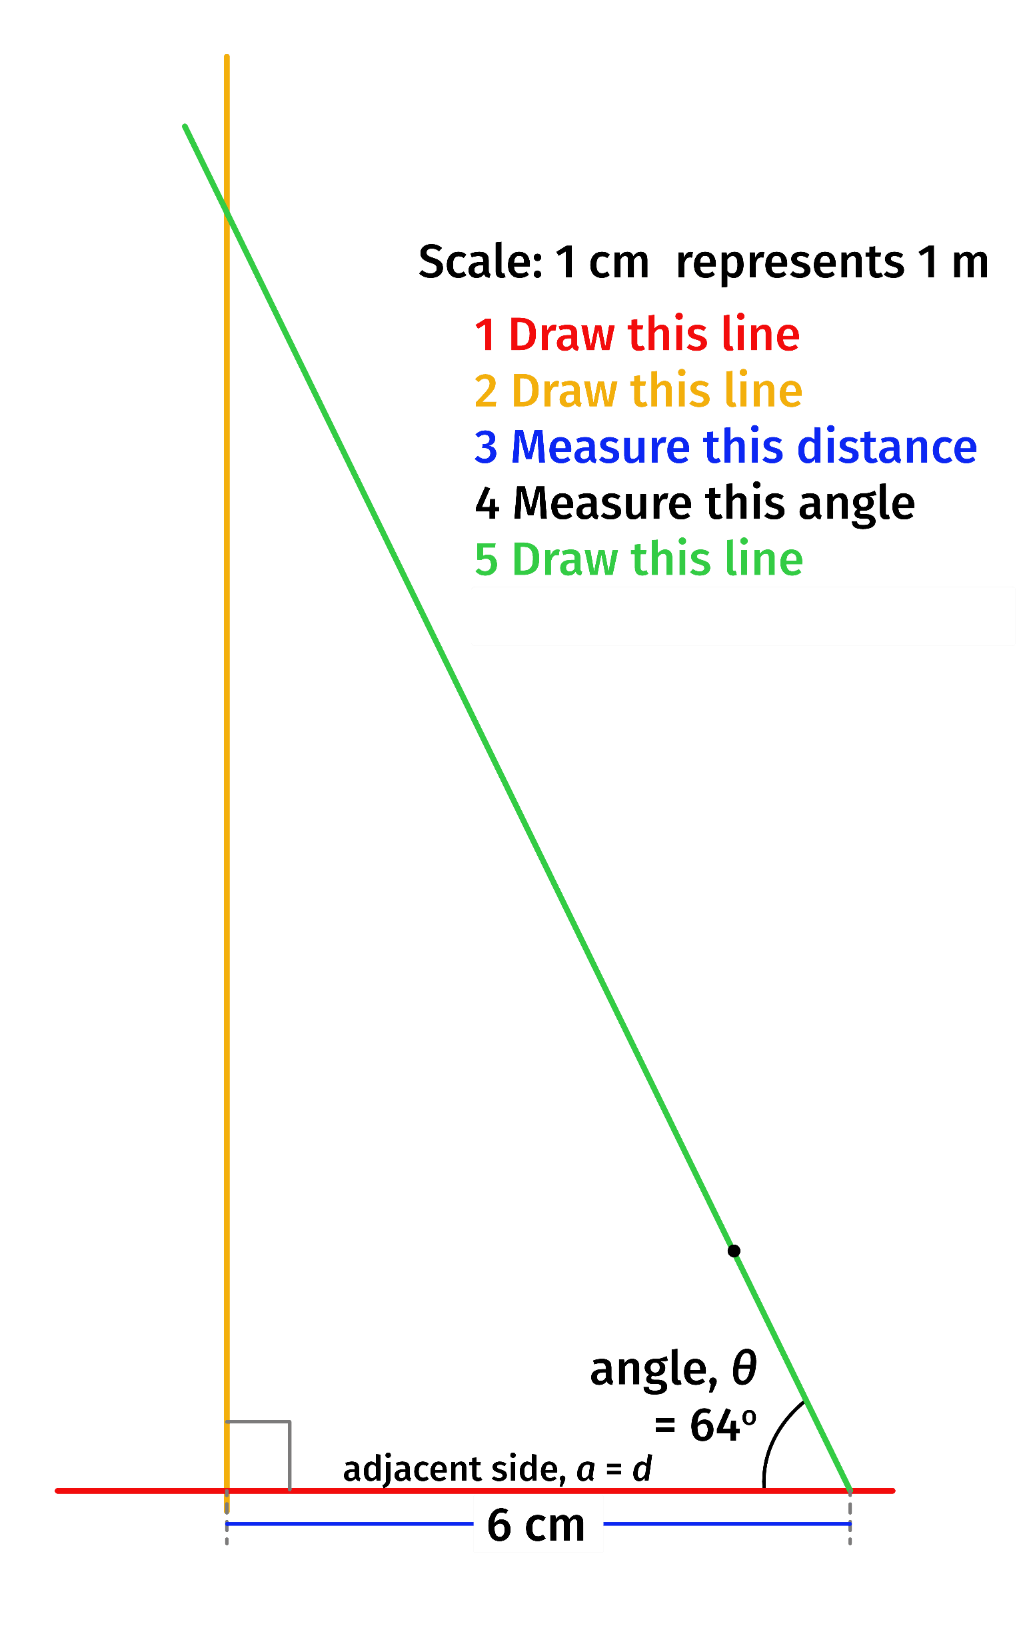 Scale: 1 cm  represents 1 m
1 Draw this line
2 Draw this line
3 Measure this distance
4 Measure this angle
5 Draw this line
angle, θ
= 64º
adjacent side, a = d
6 cm